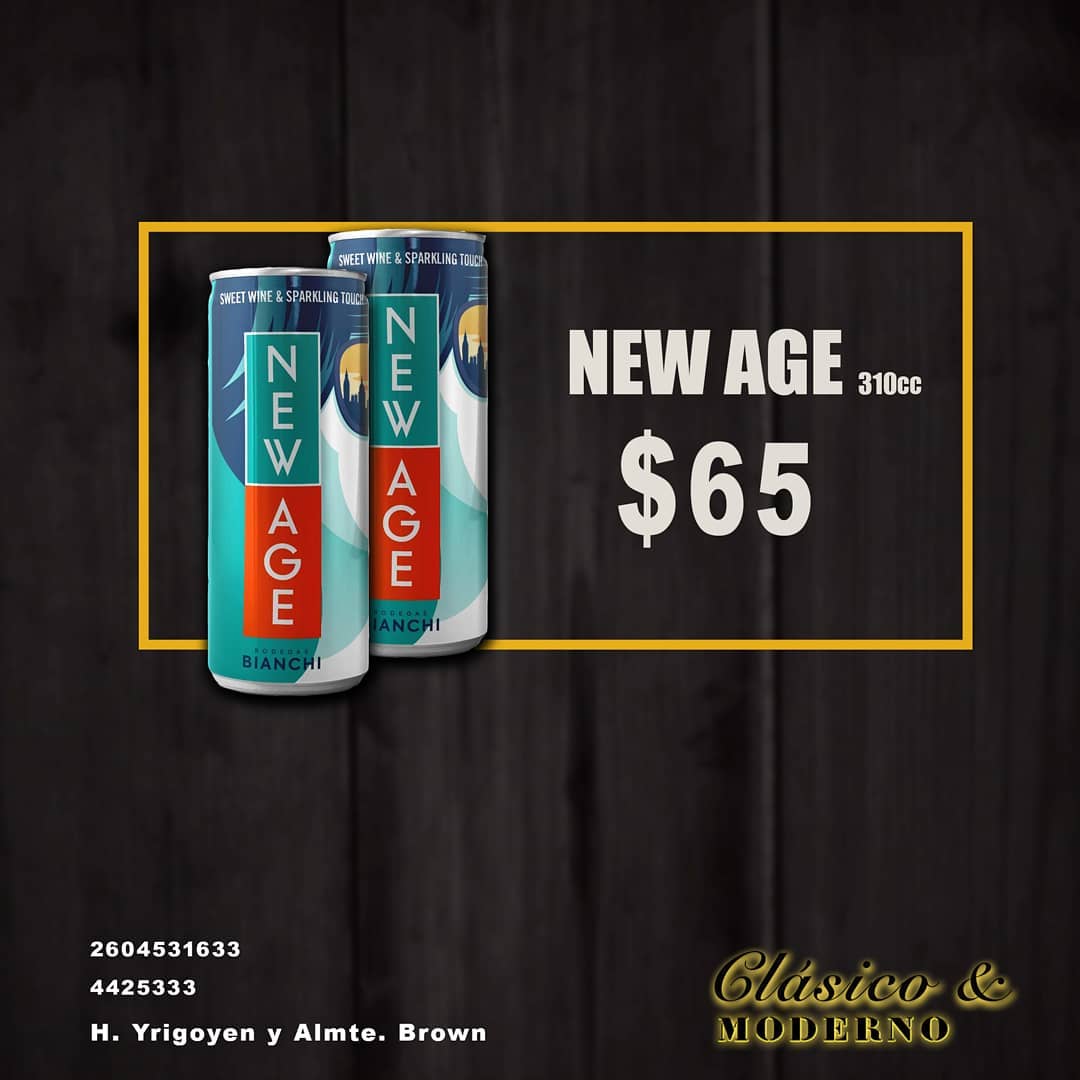 SWEET WINE & SPARKLING TOUCH
NEW
AGE
BODEGAS
BIANCHI
SWEET WINE & SPARKLING TOUCH
NEW
AGE
BODEGAS
IANCHI
NEW AGE 310cc
$65
2604531633
4425333
H. Yrigoyen y Almte. Brown
Clásico &
MODERNO